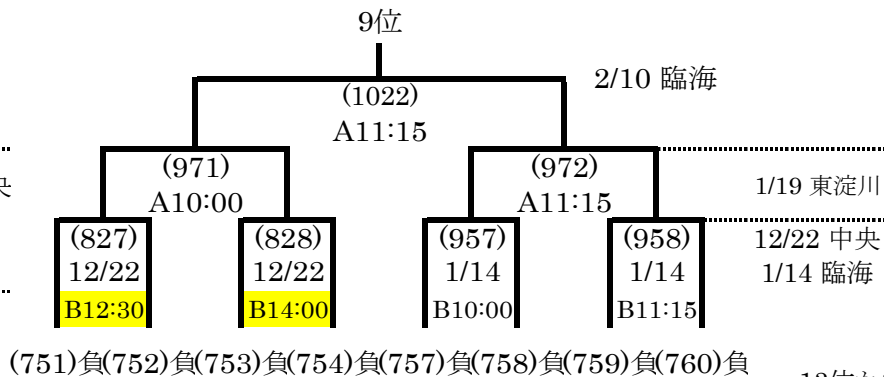 9位
2/10 臨海
(1022)
A11:15
(971)
A10:00
(972)
A11:15
1/19 東淀川
(827)
12/22
B12:30
(828)
12/22
B14:00
(957)
1/14
B10:00
(958)
1/14
B11:15
12/22 中央
1/14 臨海
(751)負(752)負(753)負(754)負(757)負(758)負(759)負(760)負